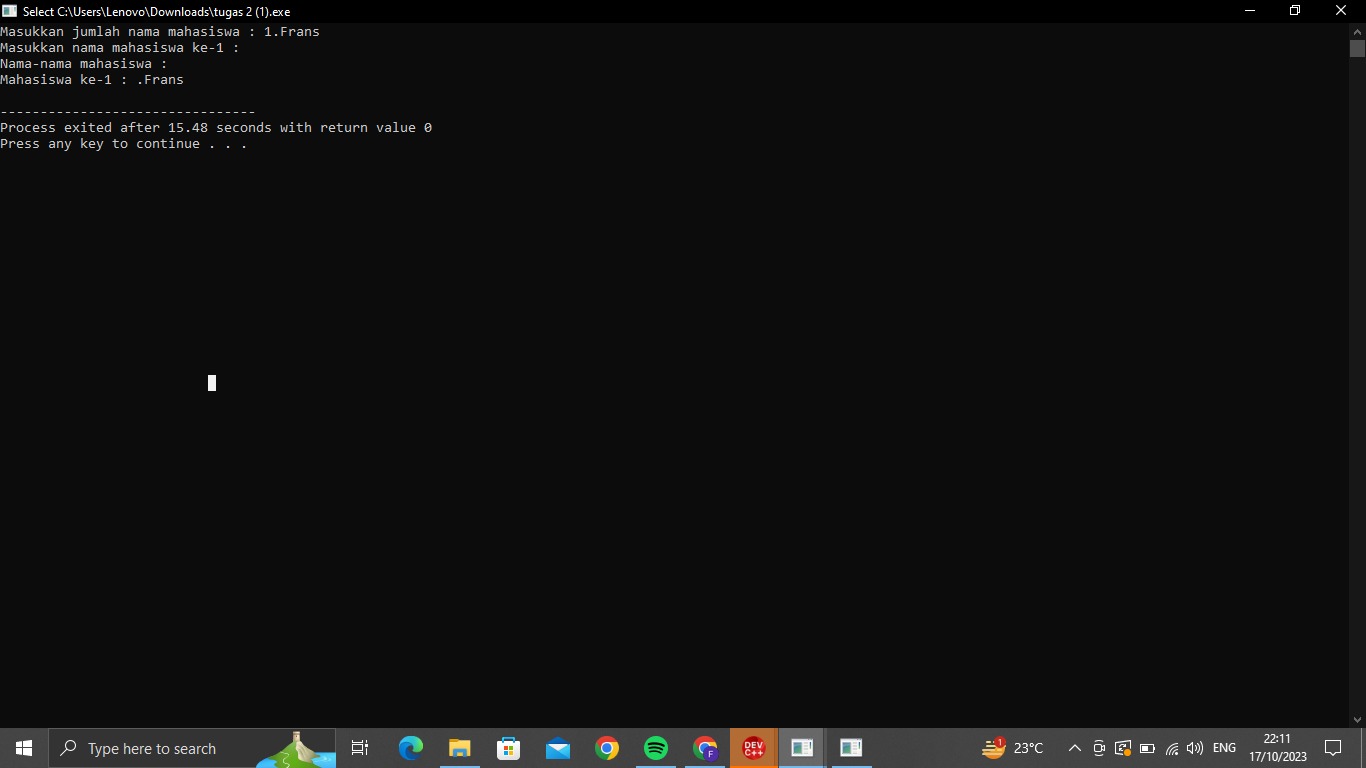 Select C:\Users\Lenovo\Downloads\tugas 2 (1).exe
Masukkan jumlah nama mahasiswa : 1.Frans
Masukkan nama mahasiswa ke-1 :
Nama-nama mahasiswa :
Mahasiswa ke-1 : .Frans
--------------------------------
Process exited after 15.48 seconds with return value 0
Press any key to continue . . .
Type here to search
F
DEV
C++
1
23°C
ENG
22:11
17/10/2023